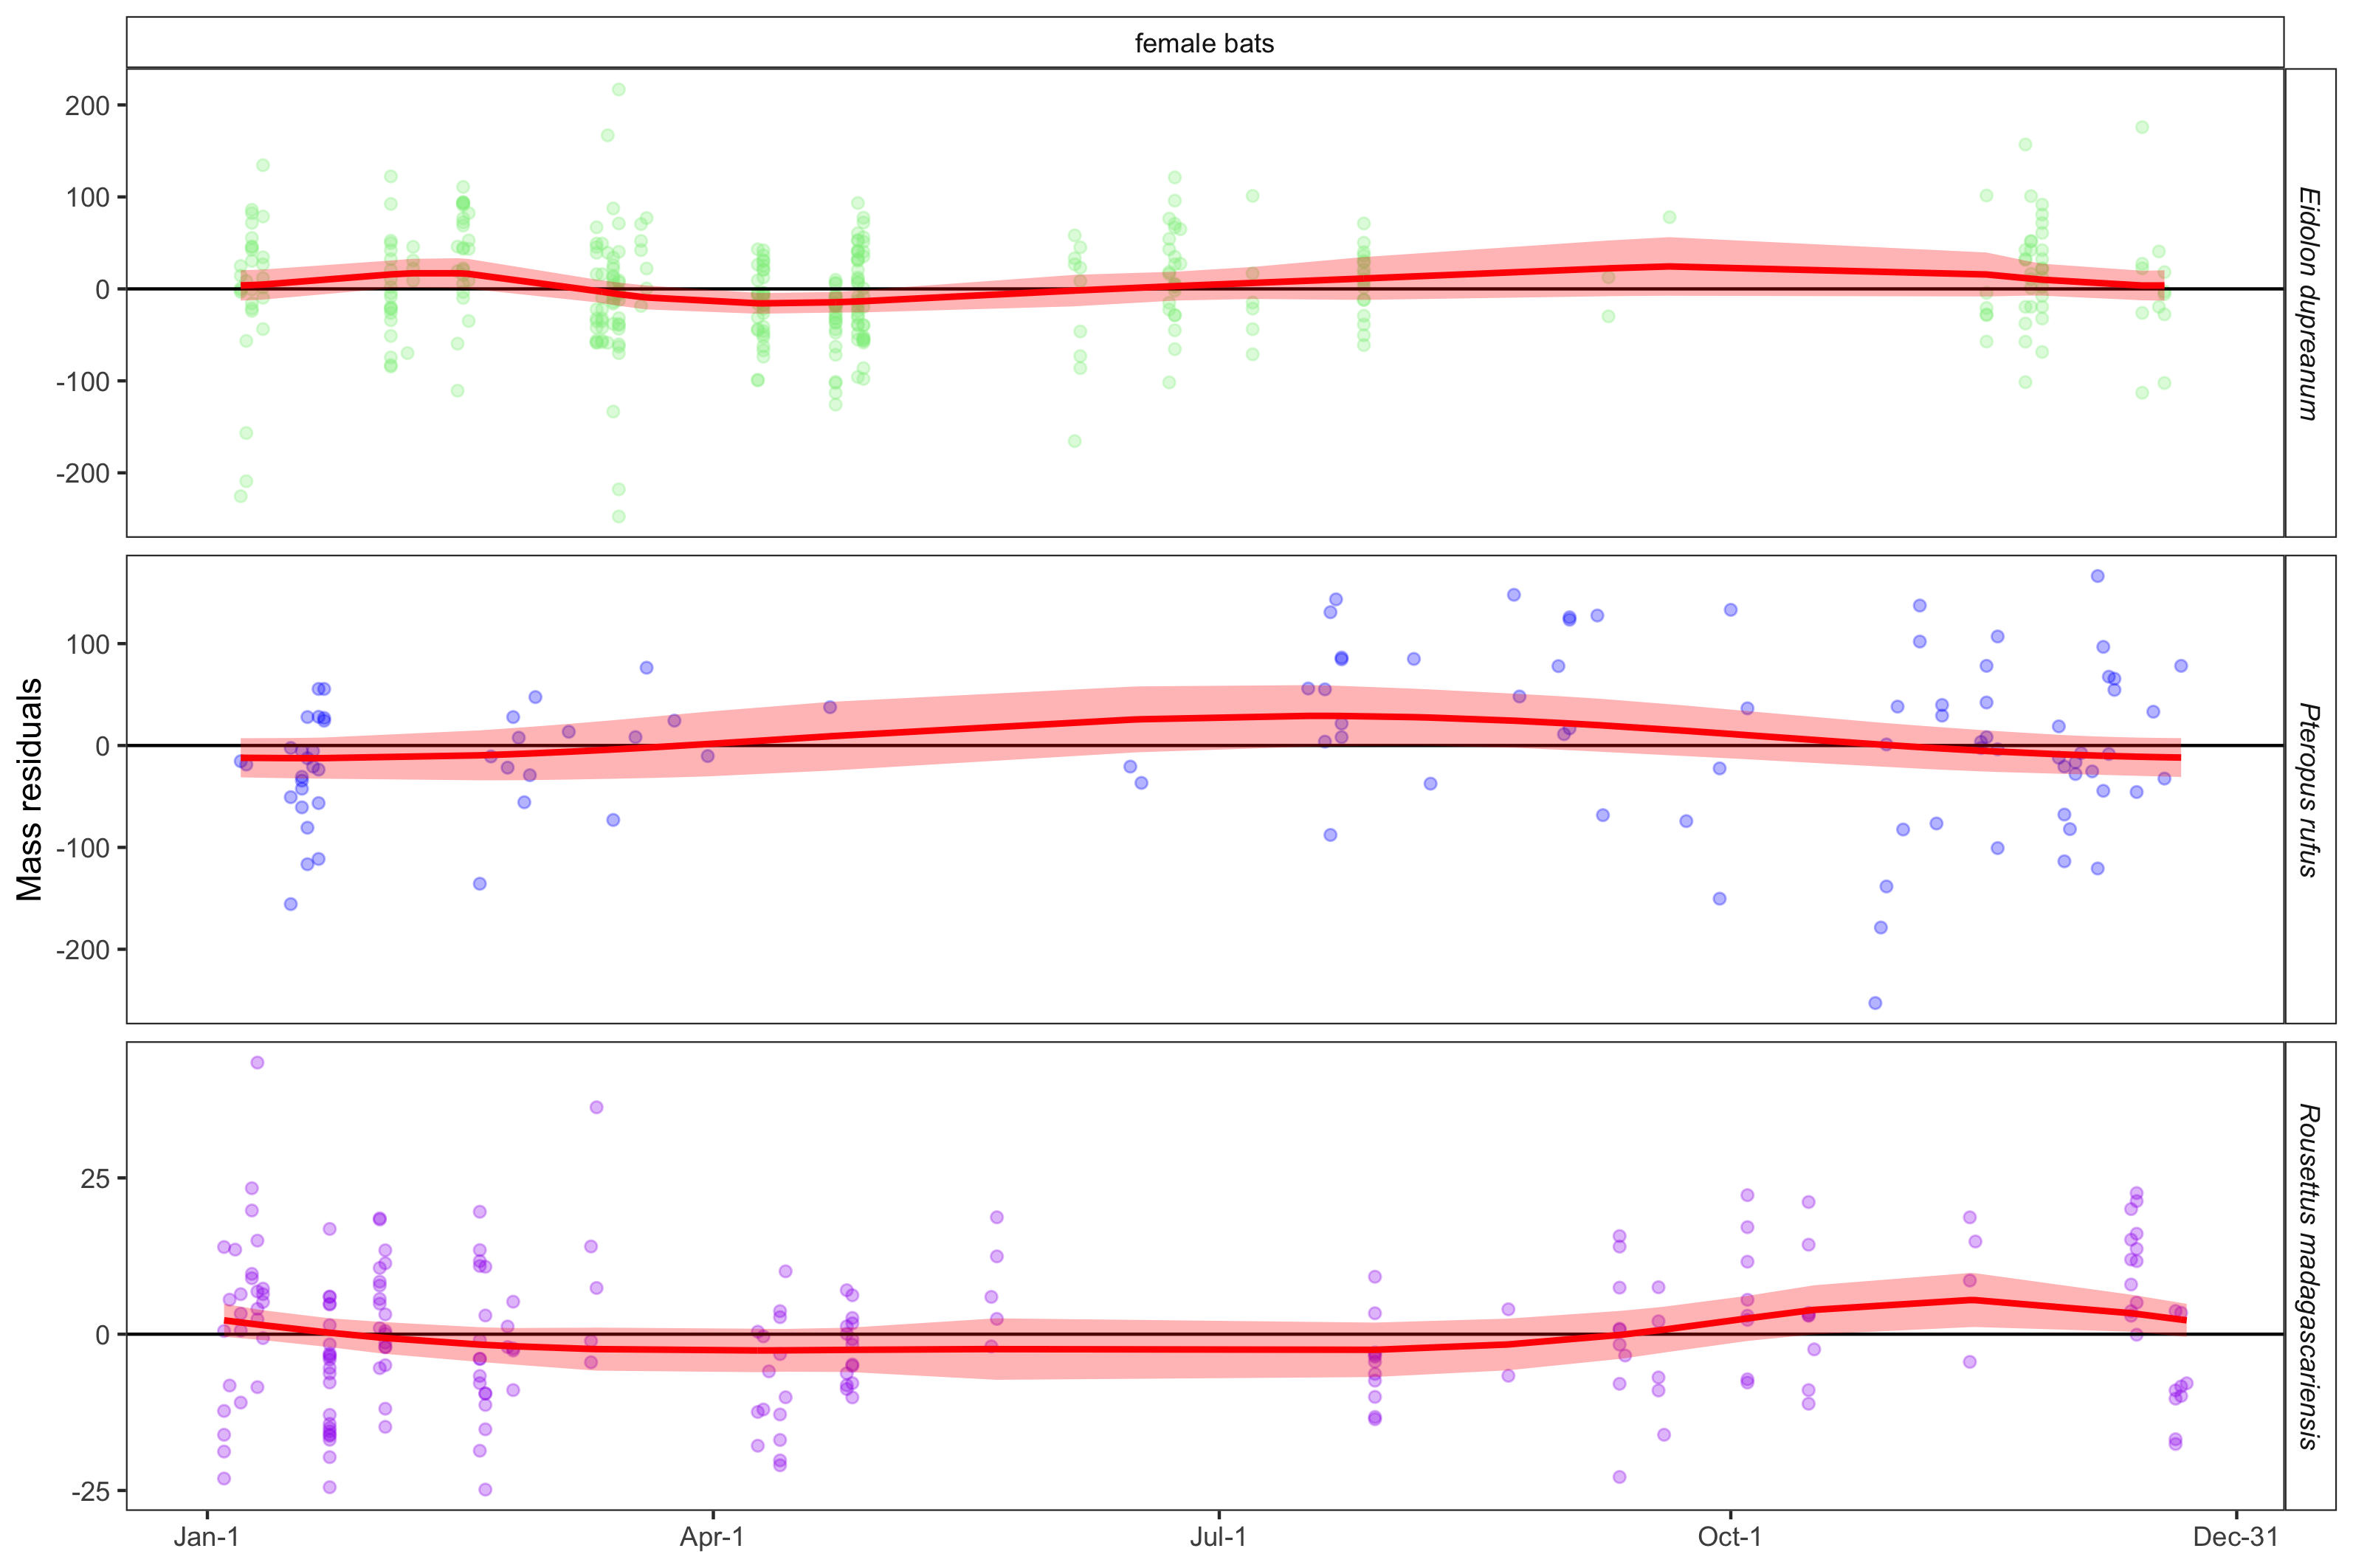 female bats
200
100
0
-100
-200
Eidolon dupreanum
100
0
-100
-200
Pteropus rufus
Mass residuals
25
0
-25
Rousettus madagascariensis
Jan-1
Apr-1
Jul-1
Oct-1
Dec-31